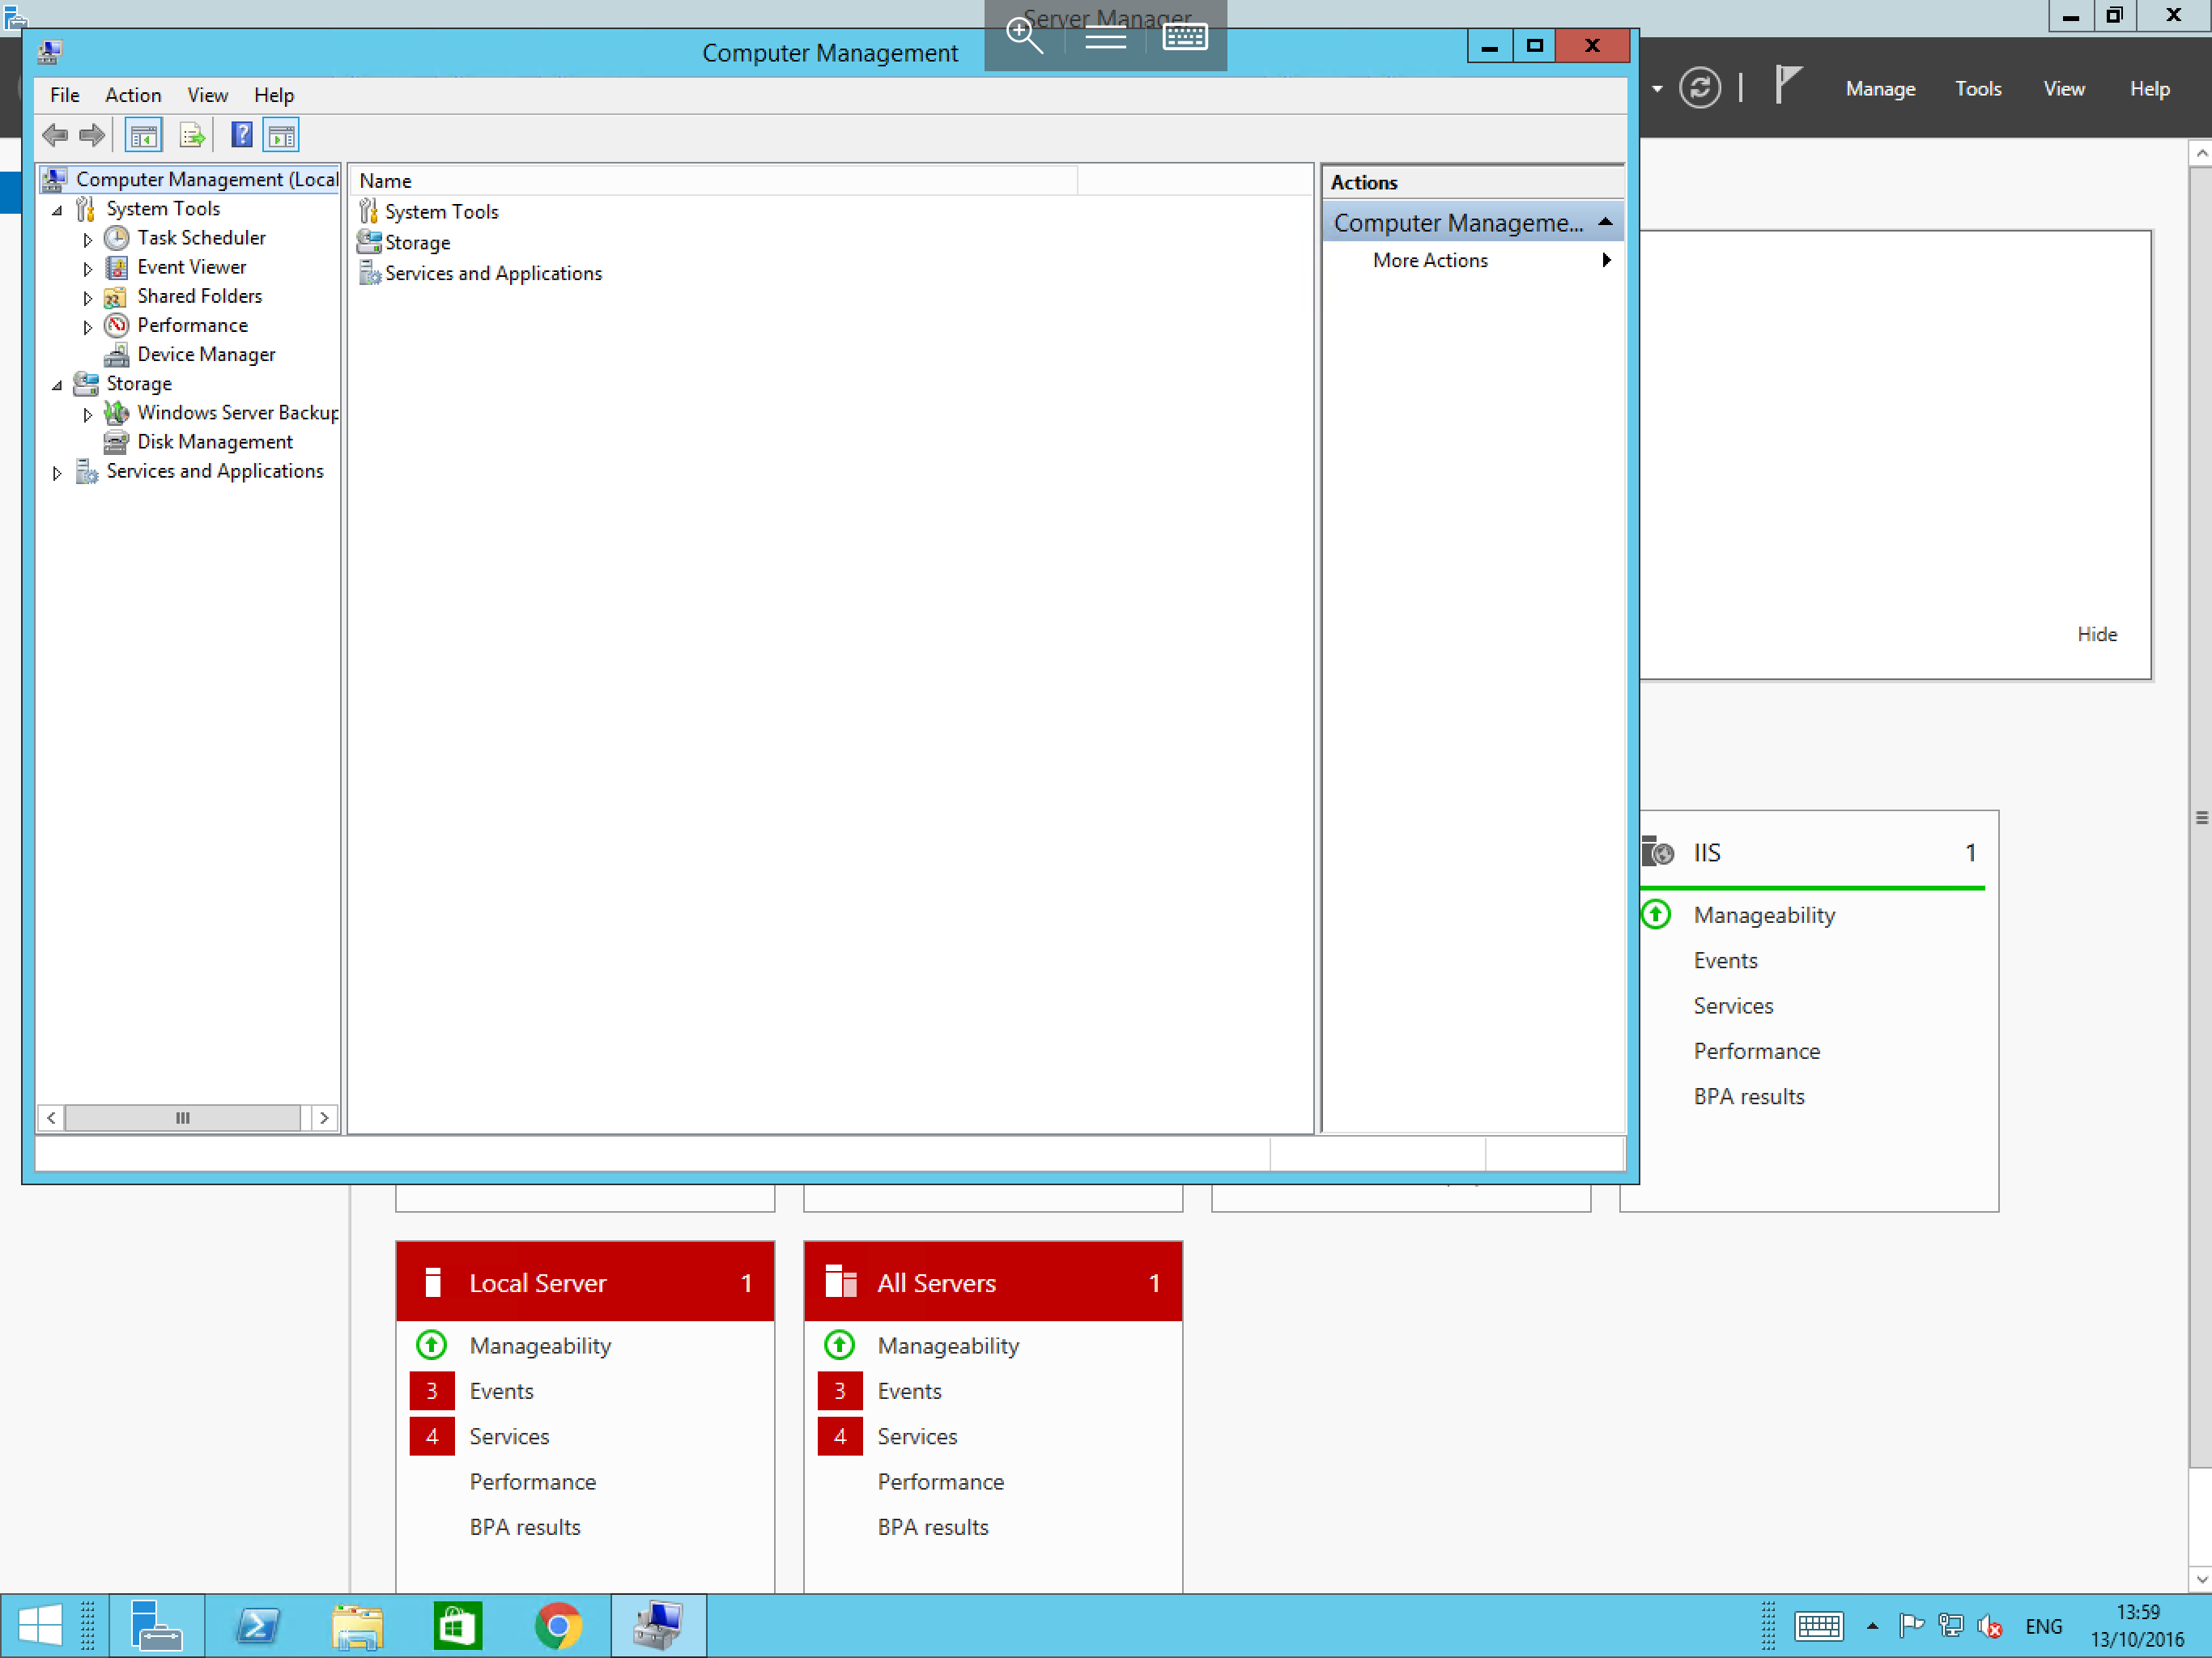 Server Manager
Computer Management
File Action View Help
Manage Tools View Help
Computer Management (Local
System Tools
Task Scheduler
Event Viewer
Shared Folders
Performance
Device Manager
Storage
Windows Server Backup
Disk Management
Services and Applications
Name
System Tools
Storage
Services and Applications
Actions
Computer Manageme...
More Actions
Hide
IIS 1
Manageability
Events
Services
Performance
BPA results
Local Server 1
Manageability
3 Events
4 Services
Performance
BPA results
All Servers 1
Manageability
3 Events
4 Services
Performance
BPA results
ENG
13:59
13/10/2016